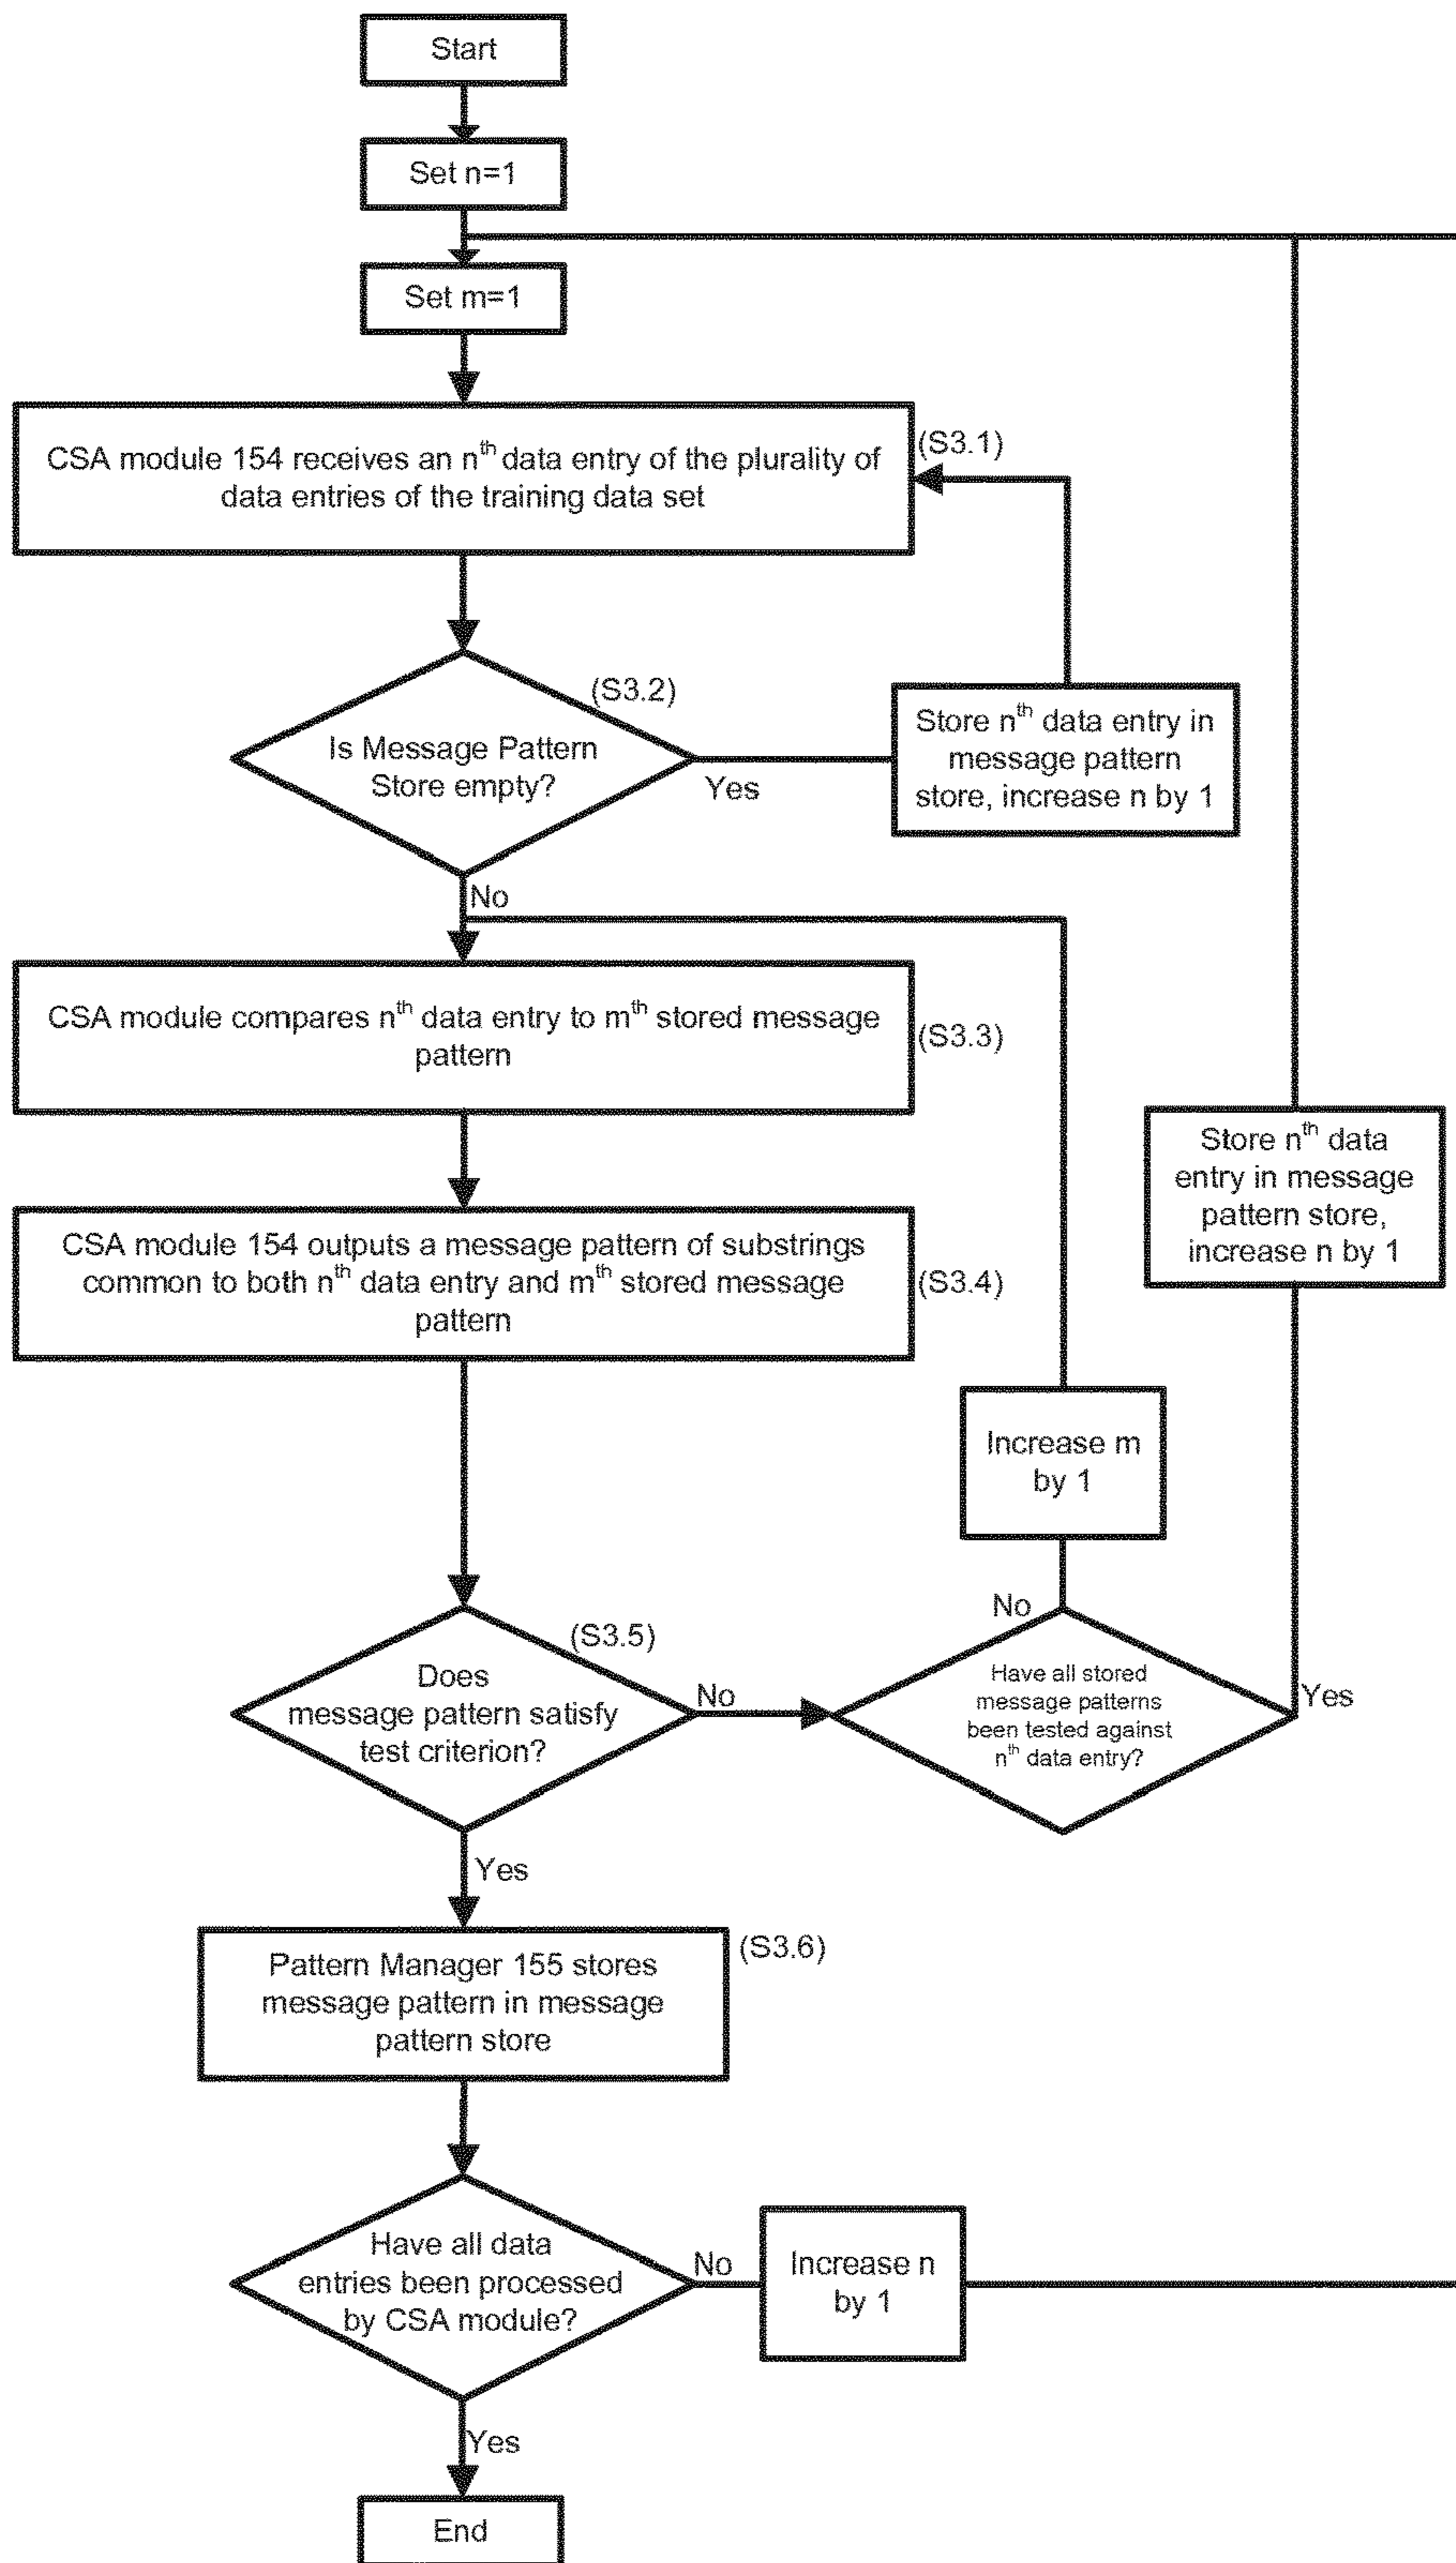 Start
Set n=1
Set m=1
CSA module 154 receives an nth data entry of the plurality of
data entries of the training data set
(S3.1)
(S3.2)
Is Message Pattern
Store empty?
Yes
Store nth data entry in
message pattern
store, increase n by 1
No
CSA module compares nth data entry to mth stored message
pattern
(S3.3)
Store nth data
entry in message
pattern store,
increase n by 1
CSA module 154 outputs a message pattern of substrings
common to both nth data entry and mth stored message
pattern
(S3.4)
Increase m
by 1
(S3.5)
Does
message pattern satisfy
test criterion?
No
No
Have all stored
message patterns
been tested against
nth data entry?
Yes
Yes
Pattern Manager 155 stores
message pattern in message
pattern store
(S3.6)
Have all data
entries been processed
by CSA module?
No
Increase n
by 1
Yes
End